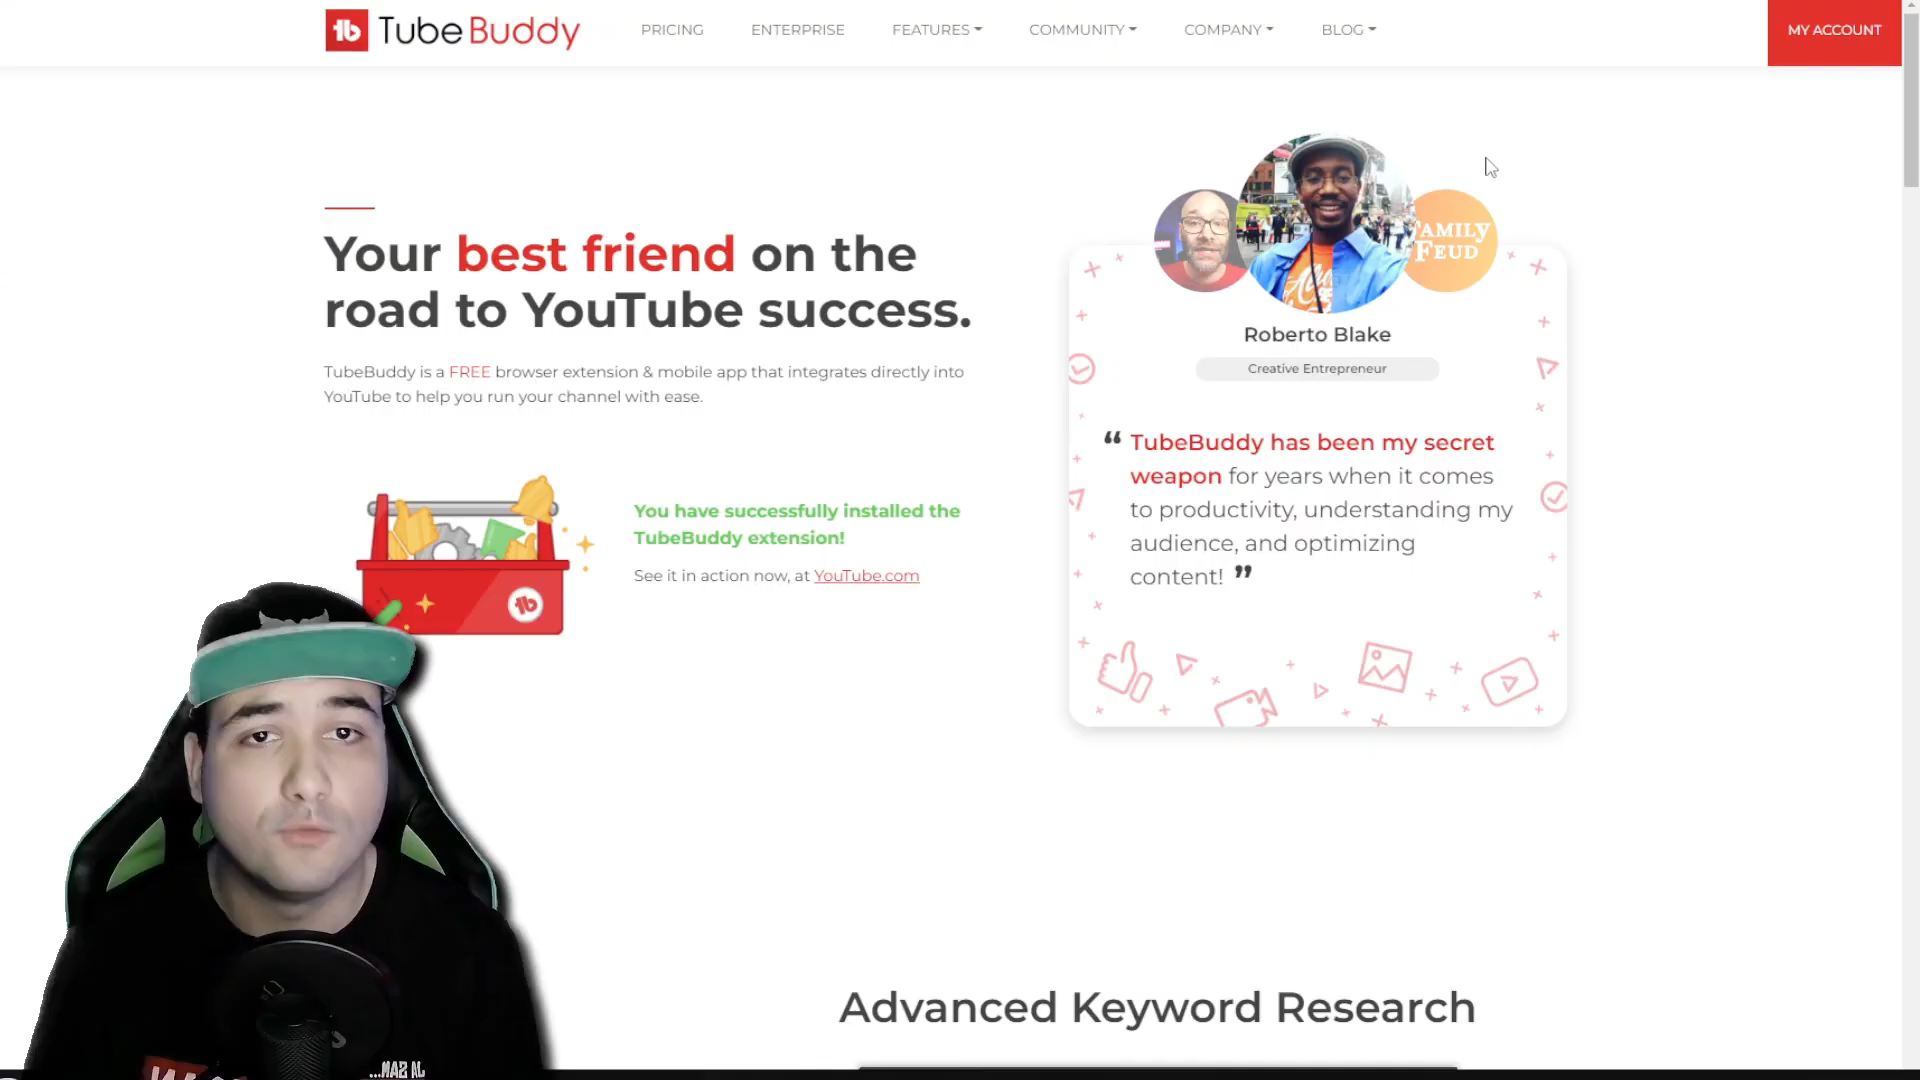 TubeBuddy
PRICING
ENTERPRISE
FEATURES
COMMUNITY
COMPANY
BLOG
MY ACCOUNT
Your best friend on the
road to YouTube success.
TubeBuddy is a FREE browser extension & mobile app that integrates directly into
YouTube to help you run your channel with ease.
You have successfully installed the
TubeBuddy extension!
See it in action now, at YouTube.com
FAMILY
FEUD
Roberto Blake
Creative Entrepreneur
“ TubeBuddy has been my secret
weapon for years when it comes
to productivity, understanding my
audience, and optimizing
content! ”
Advanced Keyword Research